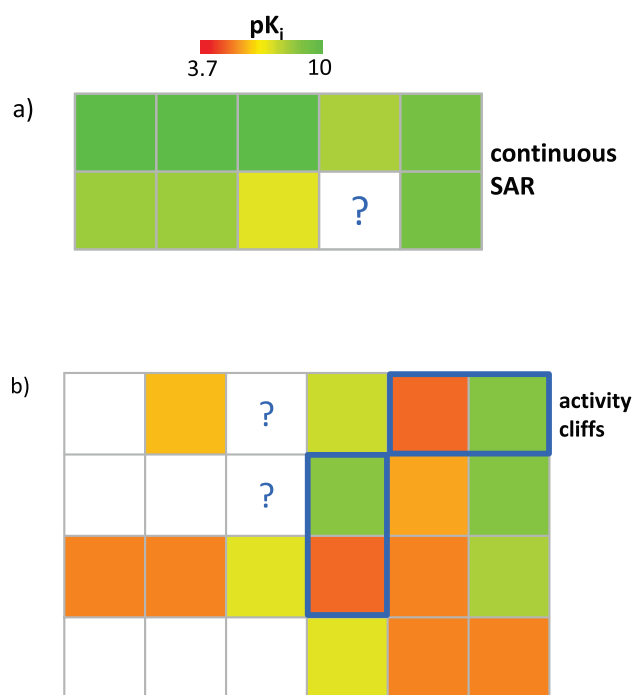 pKi
3.7 10
a)
continuous
SAR
?
b)
?
activity
cliffs
?